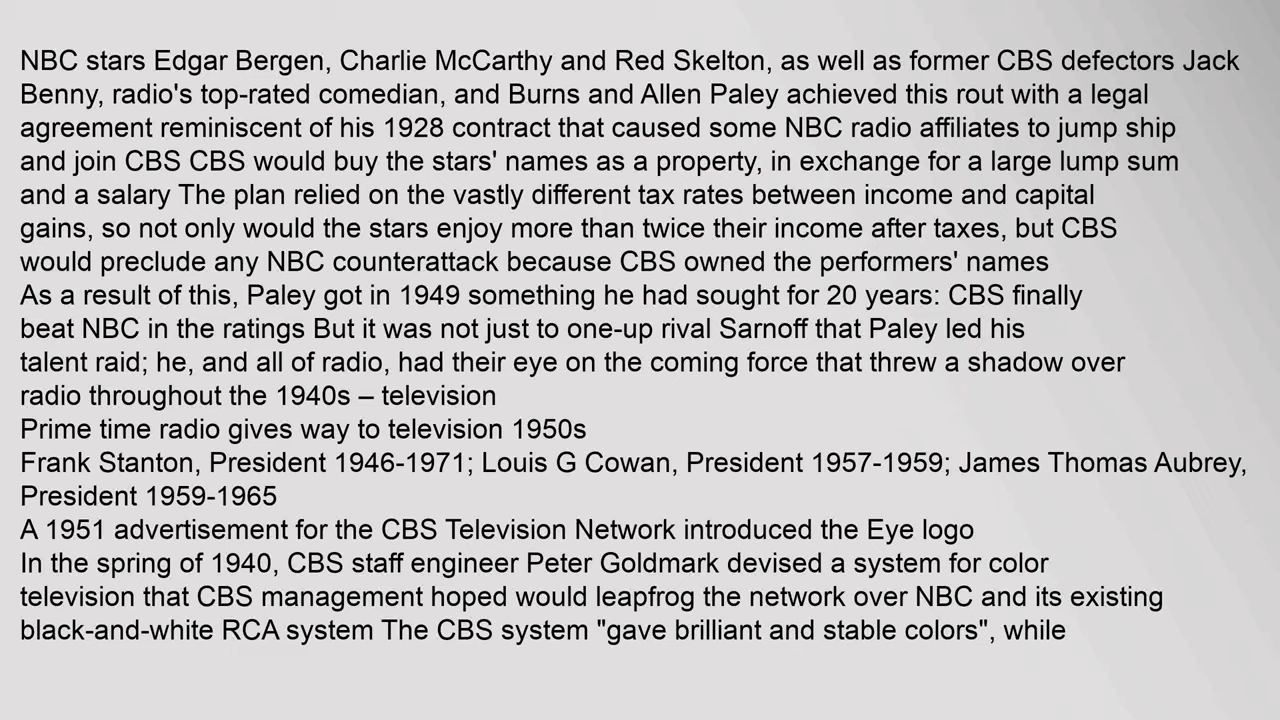 NBC stars Edgar Bergen, Charlie McCarthy and Red Skelton, as well as former CBS defectors Jack
Benny, radio's top-rated comedian, and Burns and Allen Paley achieved this rout with a legal
agreement reminiscent of his 1928 contract that caused some NBC radio affiliates to jump ship
and join CBS CBS would buy the stars' names as a property, in exchange for a large lump sum
and a salary The plan relied on the vastly different tax rates between income and capital
gains, so not only would the stars enjoy more than twice their income after taxes, but CBS
would preclude any NBC counterattack because CBS owned the performers' names
As a result of this, Paley got in 1949 something he had sought for 20 years: CBS finally
beat NBC in the ratings But it was not just to one-up rival Sarnoff that Paley led his
talent raid; he, and all of radio, had their eye on the coming force that threw a shadow over
radio throughout the 1940s – television
Prime time radio gives way to television 1950s
Frank Stanton, President 1946-1971; Louis G Cowan, President 1957-1959; James Thomas Aubrey,
President 1959-1965
A 1951 advertisement for the CBS Television Network introduced the Eye logo
In the spring of 1940, CBS staff engineer Peter Goldmark devised a system for color
television that CBS management hoped would leapfrog the network over NBC and its existing
black-and-white RCA system The CBS system "gave brilliant and stable colors", while